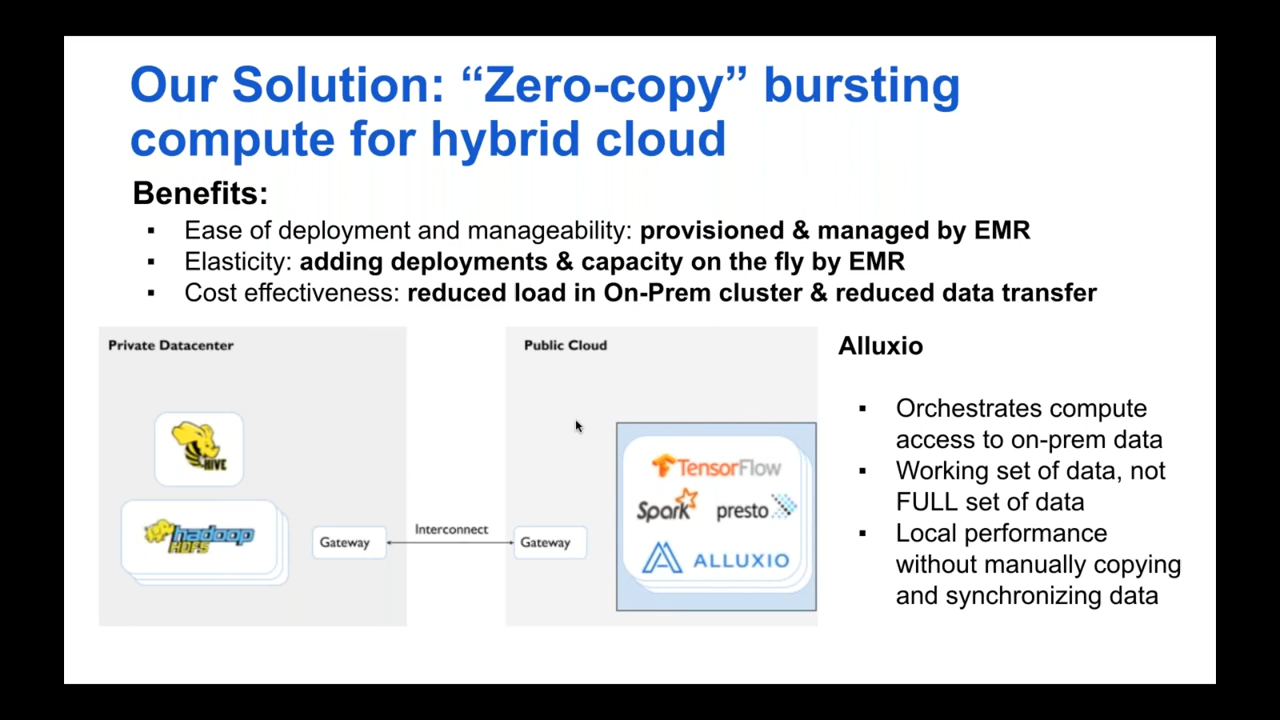 Our Solution: “Zero-copy” bursting
compute for hybrid cloud
Benefits:
▪ Ease of deployment and manageability: provisioned & managed by EMR
▪ Elasticity: adding deployments & capacity on the fly by EMR
▪ Cost effectiveness: reduced load in On-Prem cluster & reduced data transfer
Private Datacenter
HIVE
hadoop
HDFS
Gateway
Interconnect
Public Cloud
Gateway
TensorFlow
Spark
presto
ALLUXIO
Alluxio
▪ Orchestrates compute
access to on-prem data
▪ Working set of data, not
FULL set of data
▪ Local performance
without manually copying
and synchronizing data